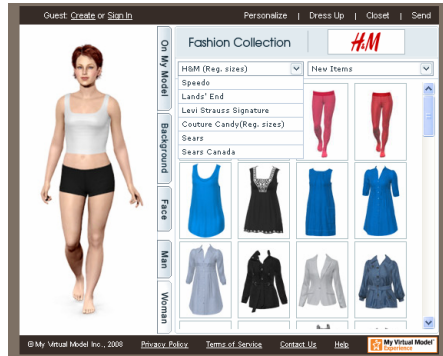 Guest: Create or Sign In
Personalize | Dress Up | Closet | Send
On My Model
Background
Face
Man
Woman
Fashion Collection
H&M
H&M (Reg. sizes)
New Items
Speedo
Lands' End
Levi Strauss Signature
Couture Candy(Reg. sizes)
Sears
Sears Canada
©My Virtual Model Inc., 2008 Privacy Policy Terms of Service Contact Us Help
My Virtual Model
Experience